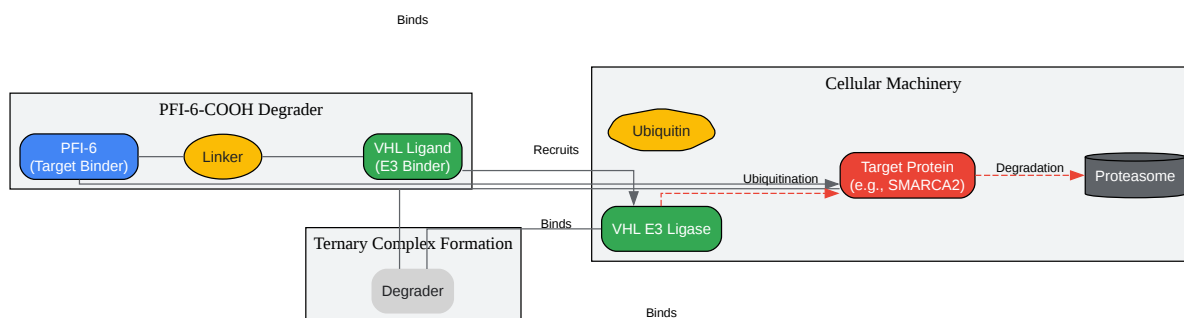 Binds
Cellular Machinery
PFI-6-COOH Degrader
Ubiquitin
PFI-6
(Target Binder)
Linker
VHL Ligand
(E3 Binder)
Recruits
Ubiquitination
Target Protein
(e.g., SMARCA2)
Degradation
Proteasome
Binds
VHL E3 Ligase
Ternary Complex Formation
Degrader
Binds